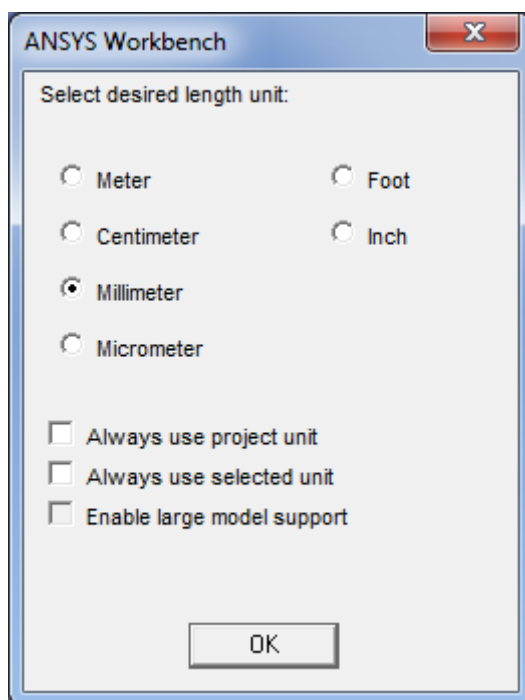 ANSYS Workbench
Select desired length unit:
Meter Foot
Centimeter Inch
Millimeter
Micrometer
Always use project unit
Always use selected unit
Enable large model support
OK